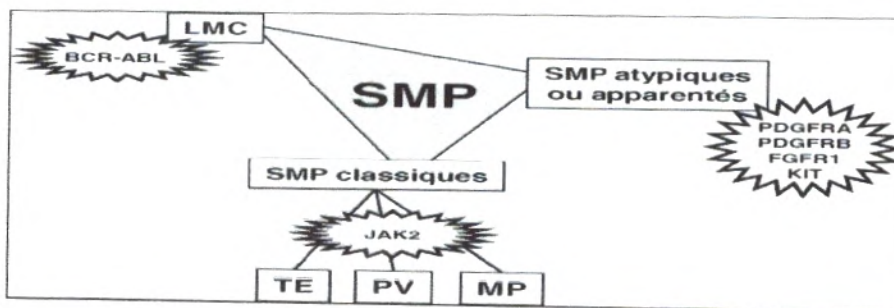 LMC
BCR-ABL
SMP
SMP atypiques
ou apparentés
PDGFRA
PDGFRB
FGFR1
KIT
SMP classiques
JAK2
TE
PV
MP